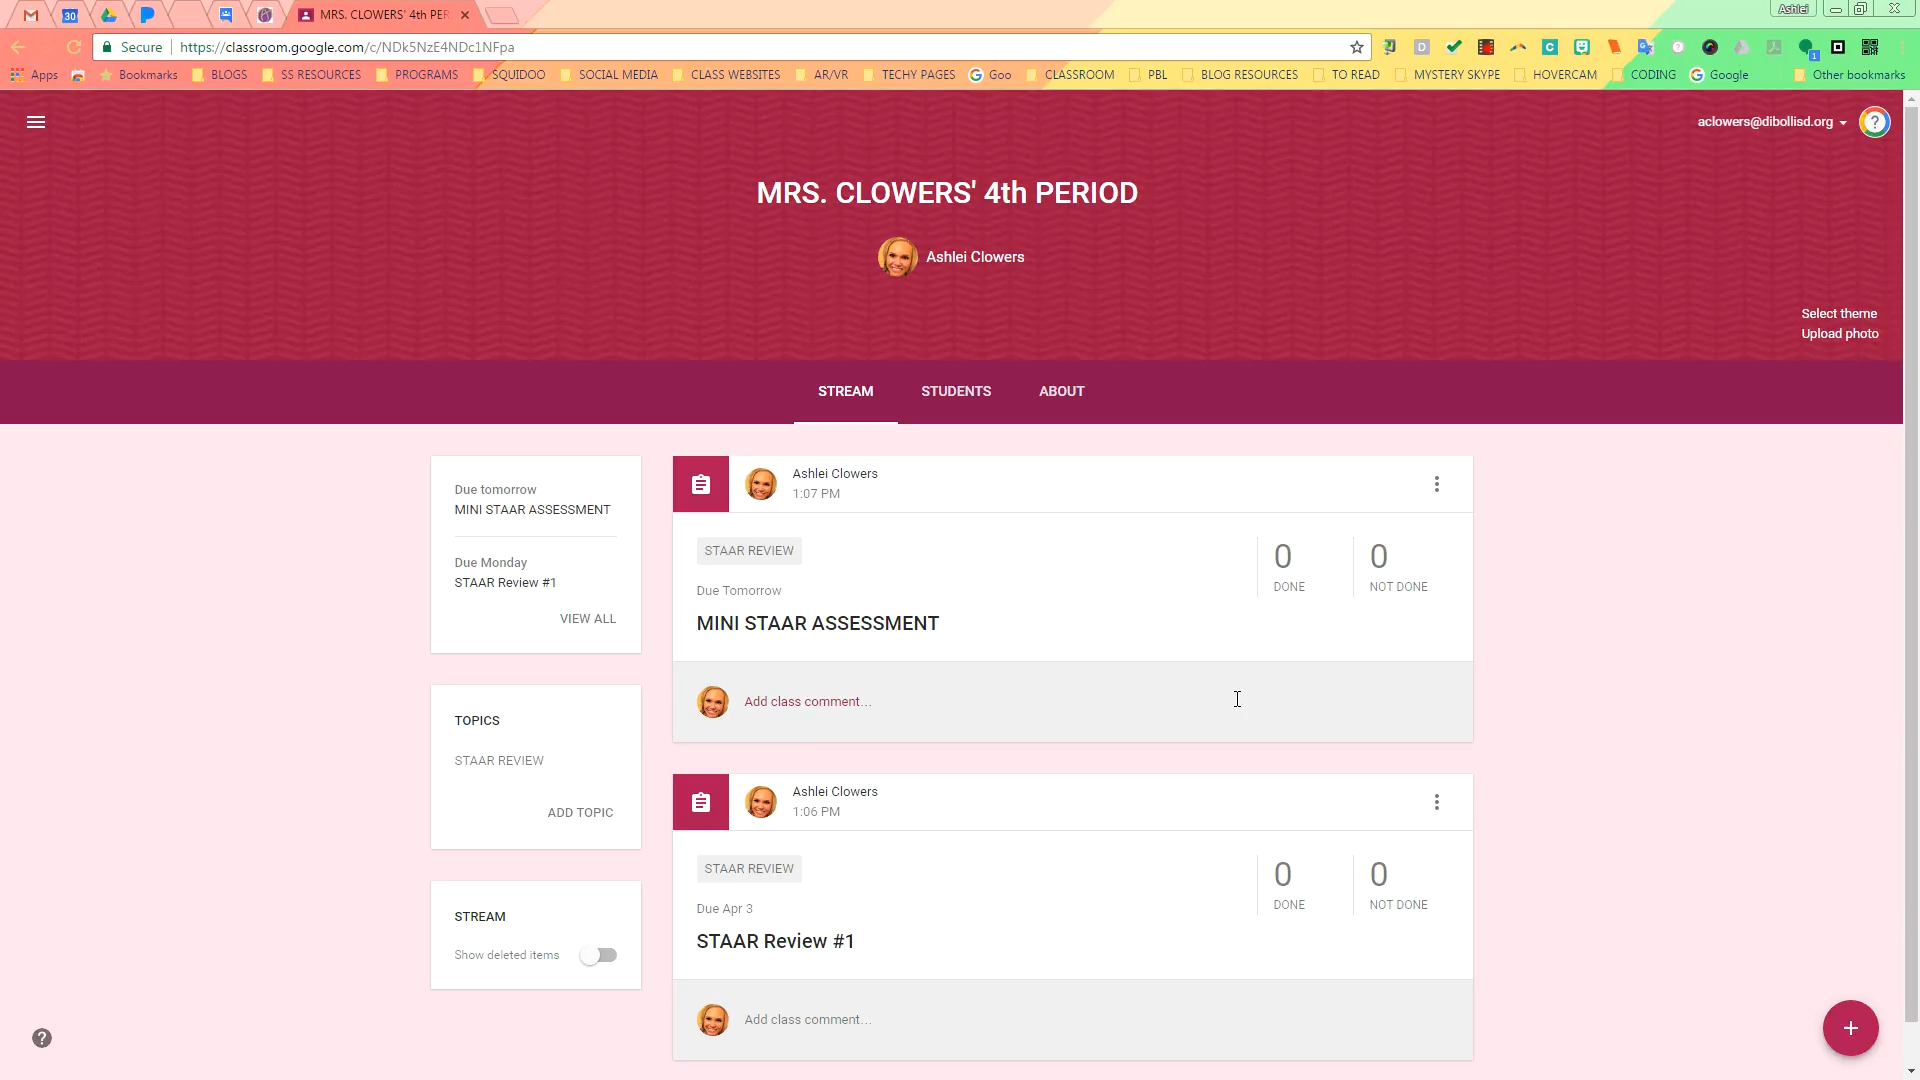 30
MRS. CLOWERS' 4th PER
Ashlei
Secure
https://classroom.google.com/c/NDk5NzE4NDc1NFpa
Apps
Bookmarks
BLOGS
SS RESOURCES
PROGRAMS
SQUIDOO
SOCIAL MEDIA
CLASS WEBSITES
AR/VR
TECHY PAGES
Goo
CLASSROOM
PBL
BLOG RESOURCES
TO READ
MYSTERY SKYPE
HOVERCAM
CODING
Google
Other bookmarks
aclowers@dibollisd.org
MRS. CLOWERS' 4th PERIOD
Ashlei Clowers
Select theme
Upload photo
STREAM
STUDENTS
ABOUT
Due tomorrow
MINI STAAR ASSESSMENT
Due Monday
STAAR Review #1
VIEW ALL
TOPICS
STAAR REVIEW
ADD TOPIC
STREAM
Show deleted items
Ashlei Clowers
1:07 PM
STAAR REVIEW
Due Tomorrow
MINI STAAR ASSESSMENT
0
DONE
0
NOT DONE
Add class comment...
Ashlei Clowers
1:06 PM
STAAR REVIEW
Due Apr 3
STAAR Review #1
0
DONE
0
NOT DONE
Add class comment...